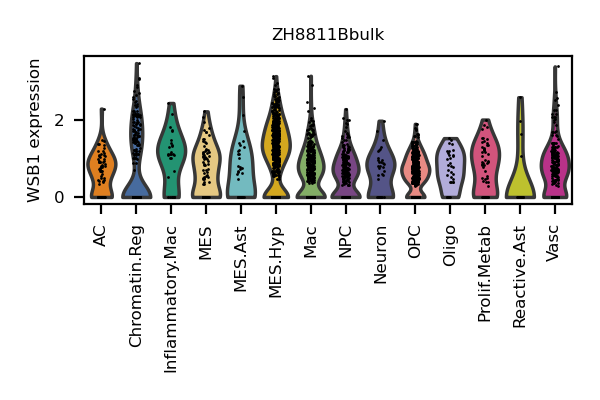 ZH8811Bbulk
WSB1 expression
2
0
AC
Chromatin.Reg
Inflammatory.Mac
MES
MES.Ast
MES.Hyp
Mac
NPC
Neuron
OPC
Oligo
Prolif.Metab
Reactive.Ast
Vasc